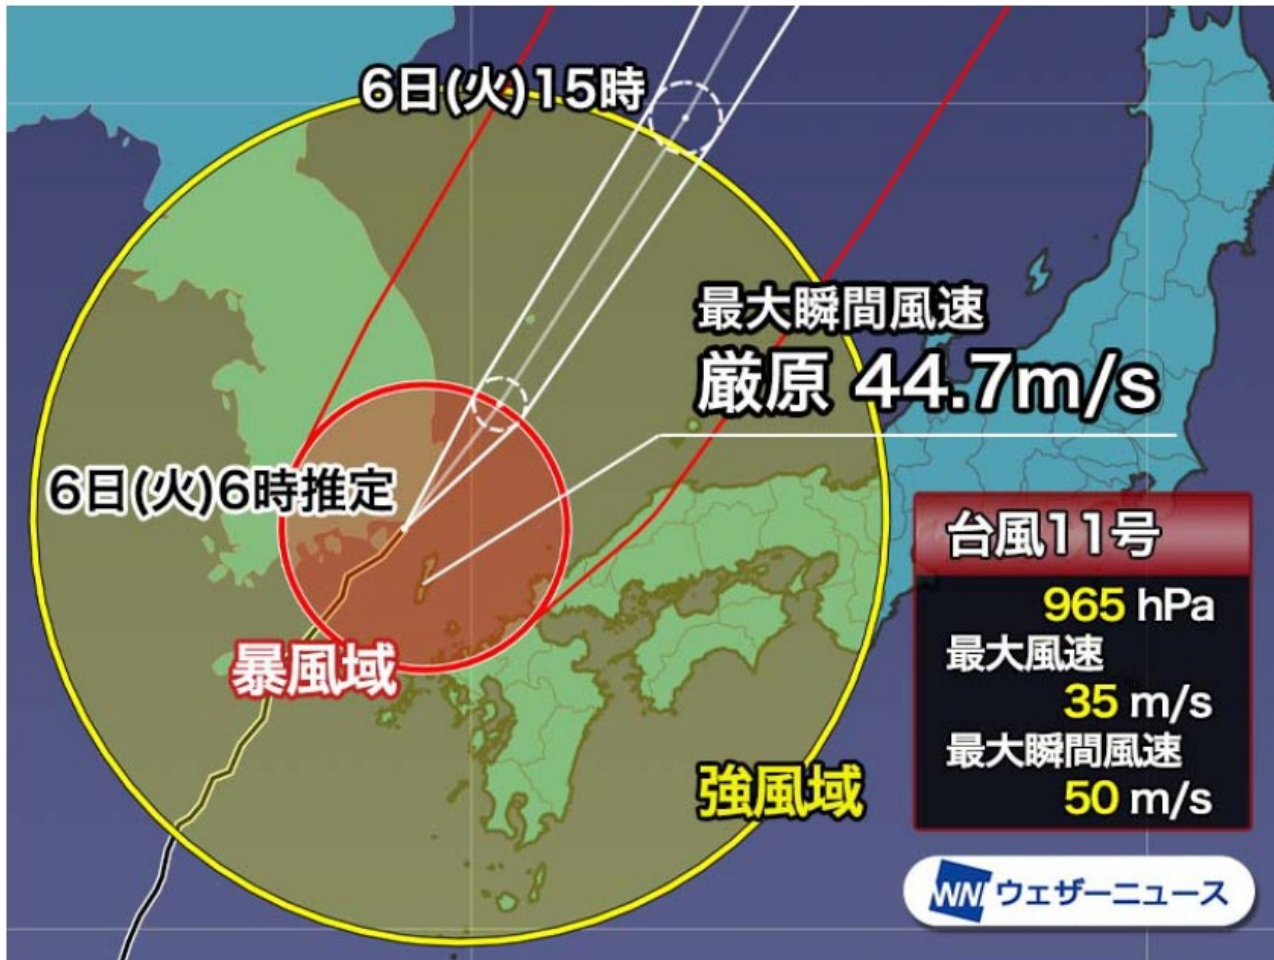 6日(火)15時
最大瞬間風速
厳原 44.7m/s
6日(火)6時推定
台風11号
965 hPa
最大風速
35 m/s
最大瞬間風速
50 m/s
暴風域
強風域
WN ウェザーニュース